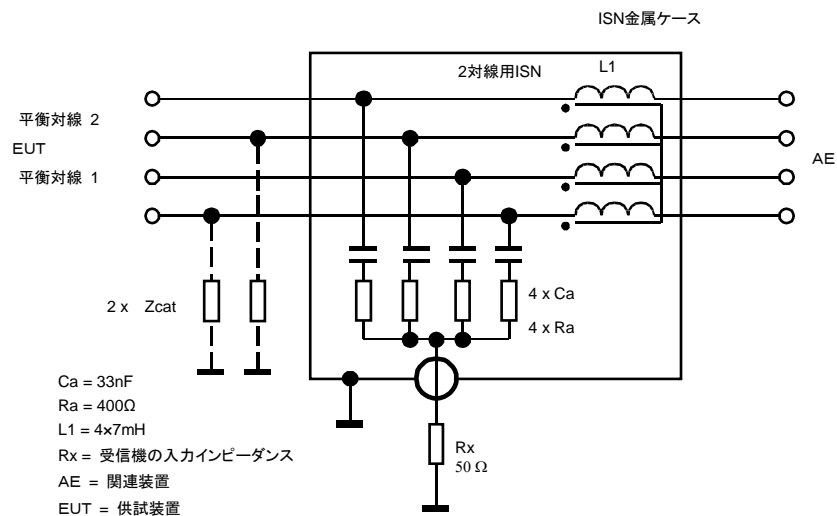 ISN金属ケース
2対線用ISN
L1
平衡対線 2
EUT
平衡対線 1
AE
2 x Zcat
4 x Ca
4 x Ra
Ca = 33nF
Ra = 400Ω
L1 = 4×7mH
Rx = 受信機の入力インピーダンス
AE = 関連装置
EUT = 供試装置
Rx
50 Ω